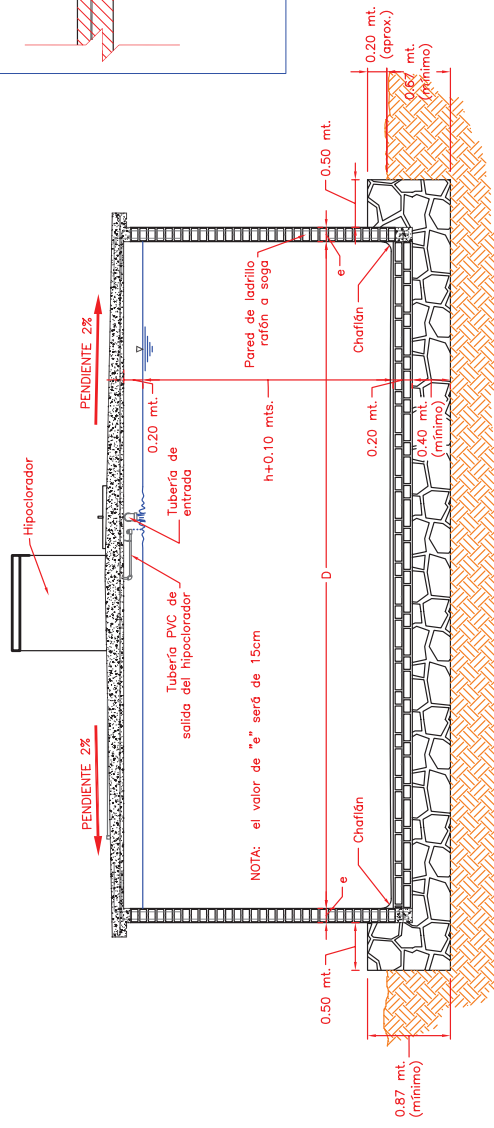 Hipoclorador
PENDIENTE 2%
PENDIENTE 2%
0.20 mt.
Tubería de
entrada
Tubería PVC de
salida del hipoclorador
Pared de ladrillo
rafón a soga
h+0.10 mts.
NOTA: el valor de "e" será de 15cm
D
e
e
Chaflán
Chaflán
0.50 mt.
0.50 mt.
0.20 mt.
0.40 mt.
(mínimo)
0.20 mt.
(aprox.)
0.67 mt.
(mínimo)
0.87 mt.
(mínimo)